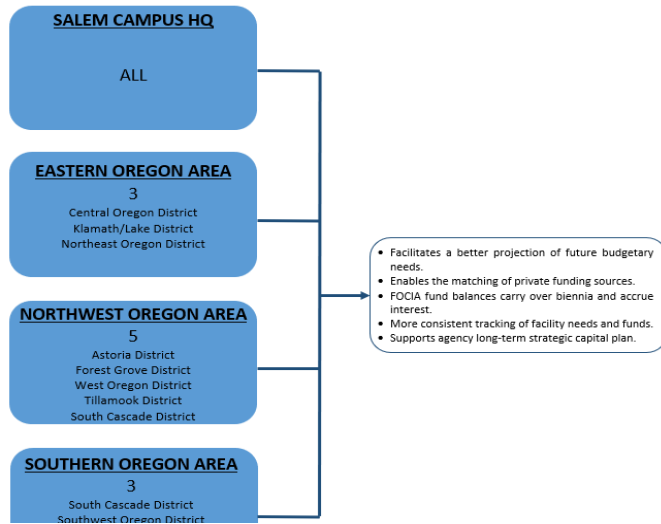 SALEM CAMPUS HQ
ALL
EASTERN OREGON AREA
3
Central Oregon District
Klamath/Lake District
Northeast Oregon District
NORTHWEST OREGON AREA
5
Astoria District
Forest Grove District
West Oregon District
Tillamook District
South Cascade District
SOUTHERN OREGON AREA
3
South Cascade District
Southwest Oregon District
• Facilitates a better projection of future budgetary
needs.
• Enables the matching of private funding sources.
• FOCIA fund balances carry over biennia and accrue
interest.
• More consistent tracking of facility needs and funds.
• Supports agency long-term strategic capital plan.